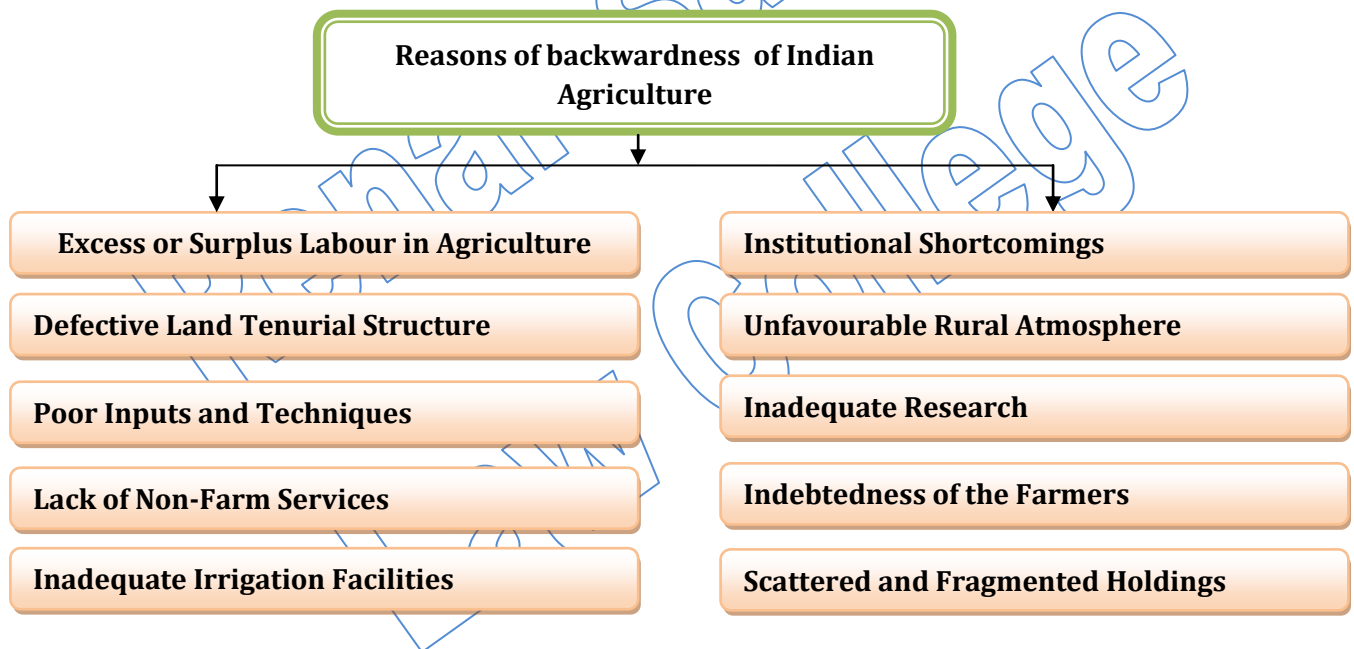 Reasons of backwardness of Indian
Agriculture
Excess or Surplus Labour in Agriculture
Defective Land Tenurial Structure
Poor Inputs and Techniques
Lack of Non-Farm Services
Inadequate Irrigation Facilities
Institutional Shortcomings
Unfavourable Rural Atmosphere
Inadequate Research
Indebtedness of the Farmers
Scattered and Fragmented Holdings
College
Law